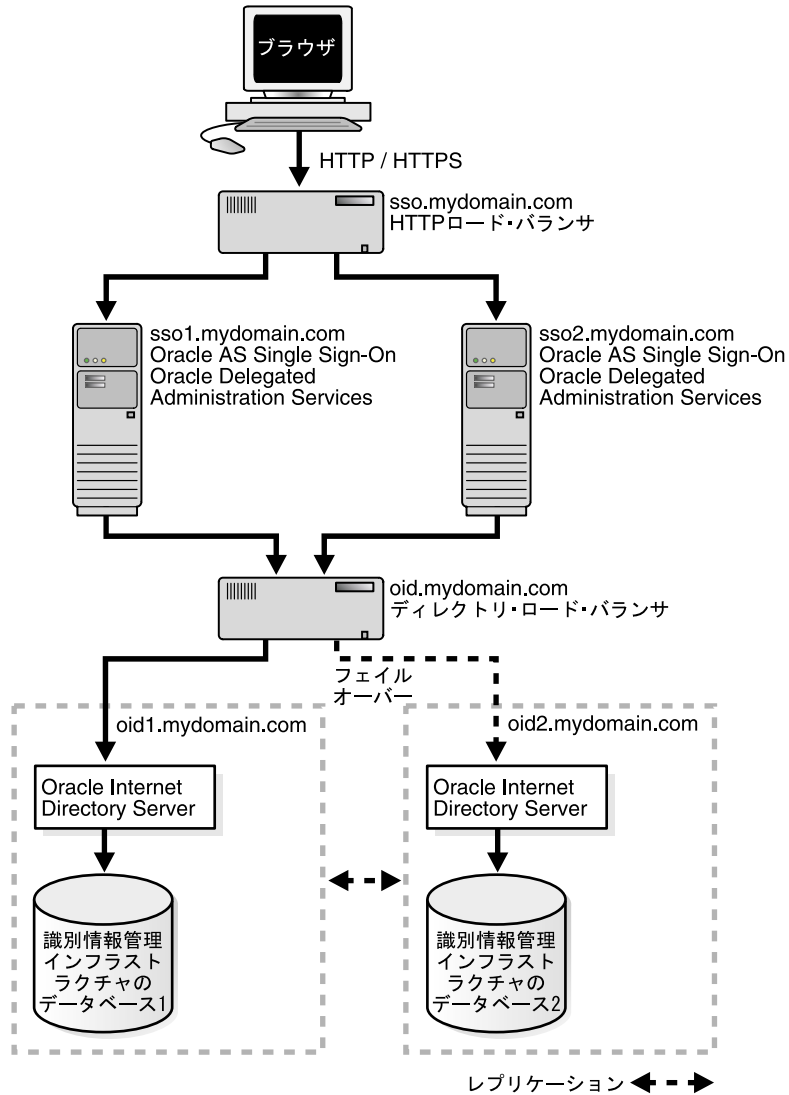 ブラウザ
HTTP / HTTPS
sso.mydomain.com
HTTPロード・バランサ
sso1.mydomain.com
Oracle AS Single Sign-On
Oracle Delegated
Administration Services
sso2.mydomain.com
Oracle AS Single Sign-On
Oracle Delegated
Administration Services
oid.mydomain.com
ディレクトリ・ロード・バランサ
フェイル
オーバー
oid1.mydomain.com
oid2.mydomain.com
Oracle Internet
Directory Server
Oracle Internet
Directory Server
識別情報管理
インフラスト
ラクチャの
データベース1
識別情報管理
インフラスト
ラクチャの
データベース2
レプリケーション